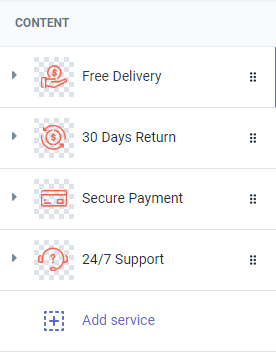 CONTENT
Free Delivery
30 Days Return
Secure Payment
24/7 Support
Add service